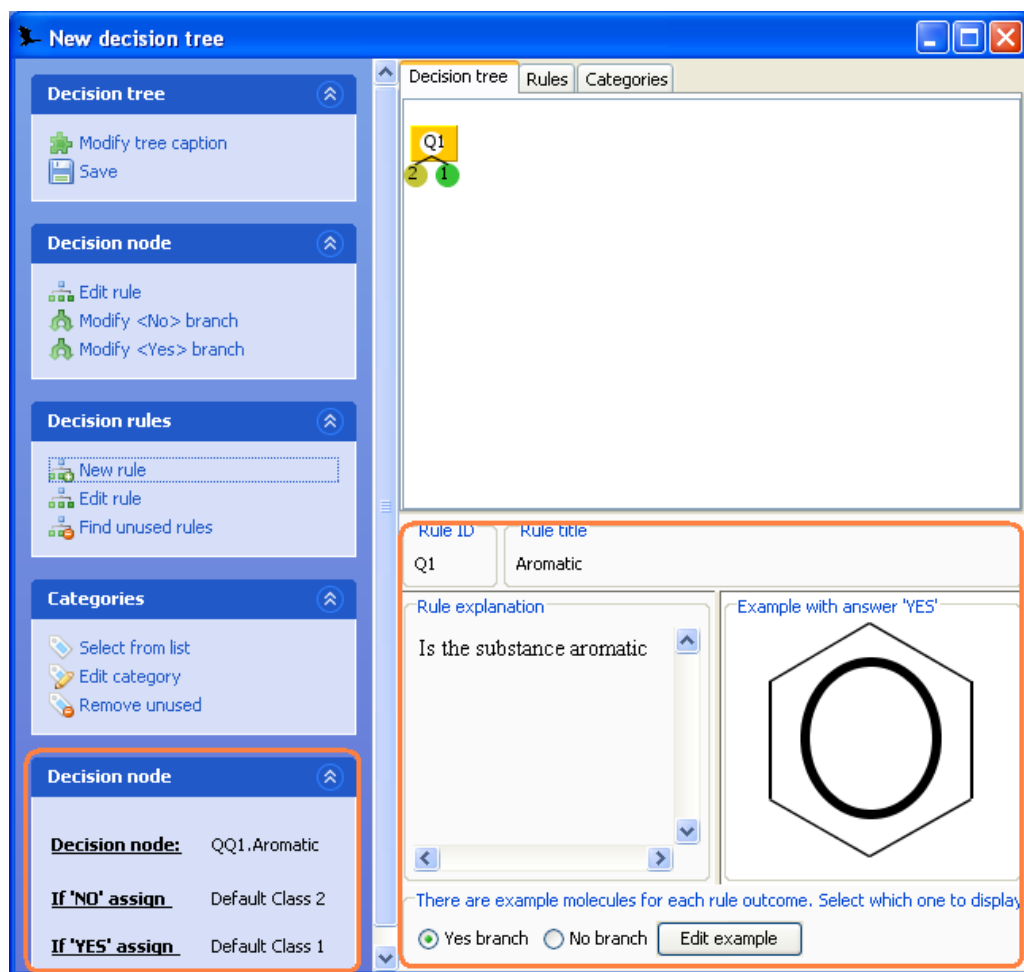 New decision tree
Decision tree
Modify tree caption
Save
Decision node
Edit rule
Modify <No> branch
Modify <Yes> branch
Decision rules
New rule
Edit rule
Find unused rules
Categories
Select from list
Edit category
Remove unused
Decision node
Decision node: QQ1.Aromatic
If 'NO' assign Default Class 2
If 'YES' assign Default Class 1
Decision tree Rules Categories
Q1
2 1
Rule ID Rule title
Q1 Aromatic
Rule explanation Example with answer 'YES'
Is the substance aromatic
There are example molecules for each rule outcome. Select which one to display
Yes branch No branch Edit example